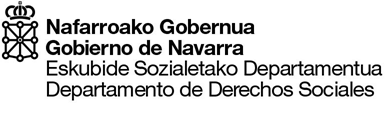 Nafarroako Gobernua
Gobierno de Navarra
Eskubide Sozialetako Departamentua
Departamento de Derechos Sociales